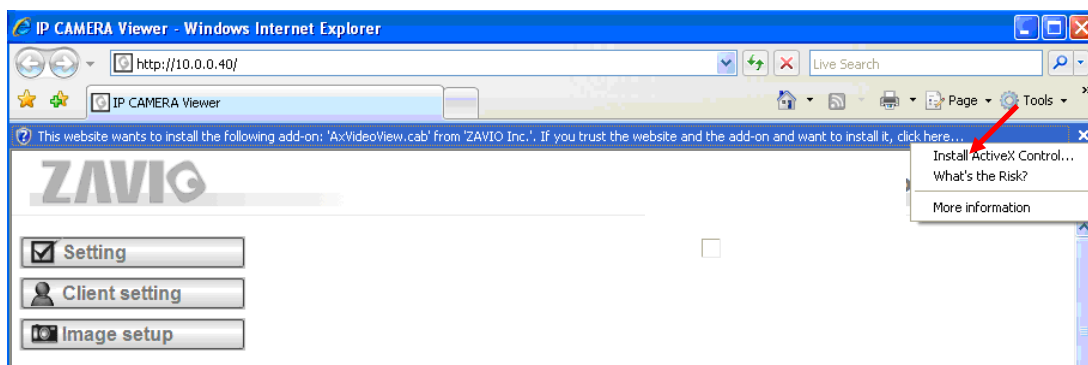 IP CAMERA Viewer - Windows Internet Explorer
http://10.0.0.40/
Live Search
IP CAMERA Viewer
Page
Tools
This website wants to install the following add-on: 'AxVideoView.cab' from 'ZAVIO Inc.'. If you trust the website and the add-on and want to install it, click here...
Install ActiveX Control...
What's the Risk?
More information
ZAVIO
Setting
Client setting
Image setup